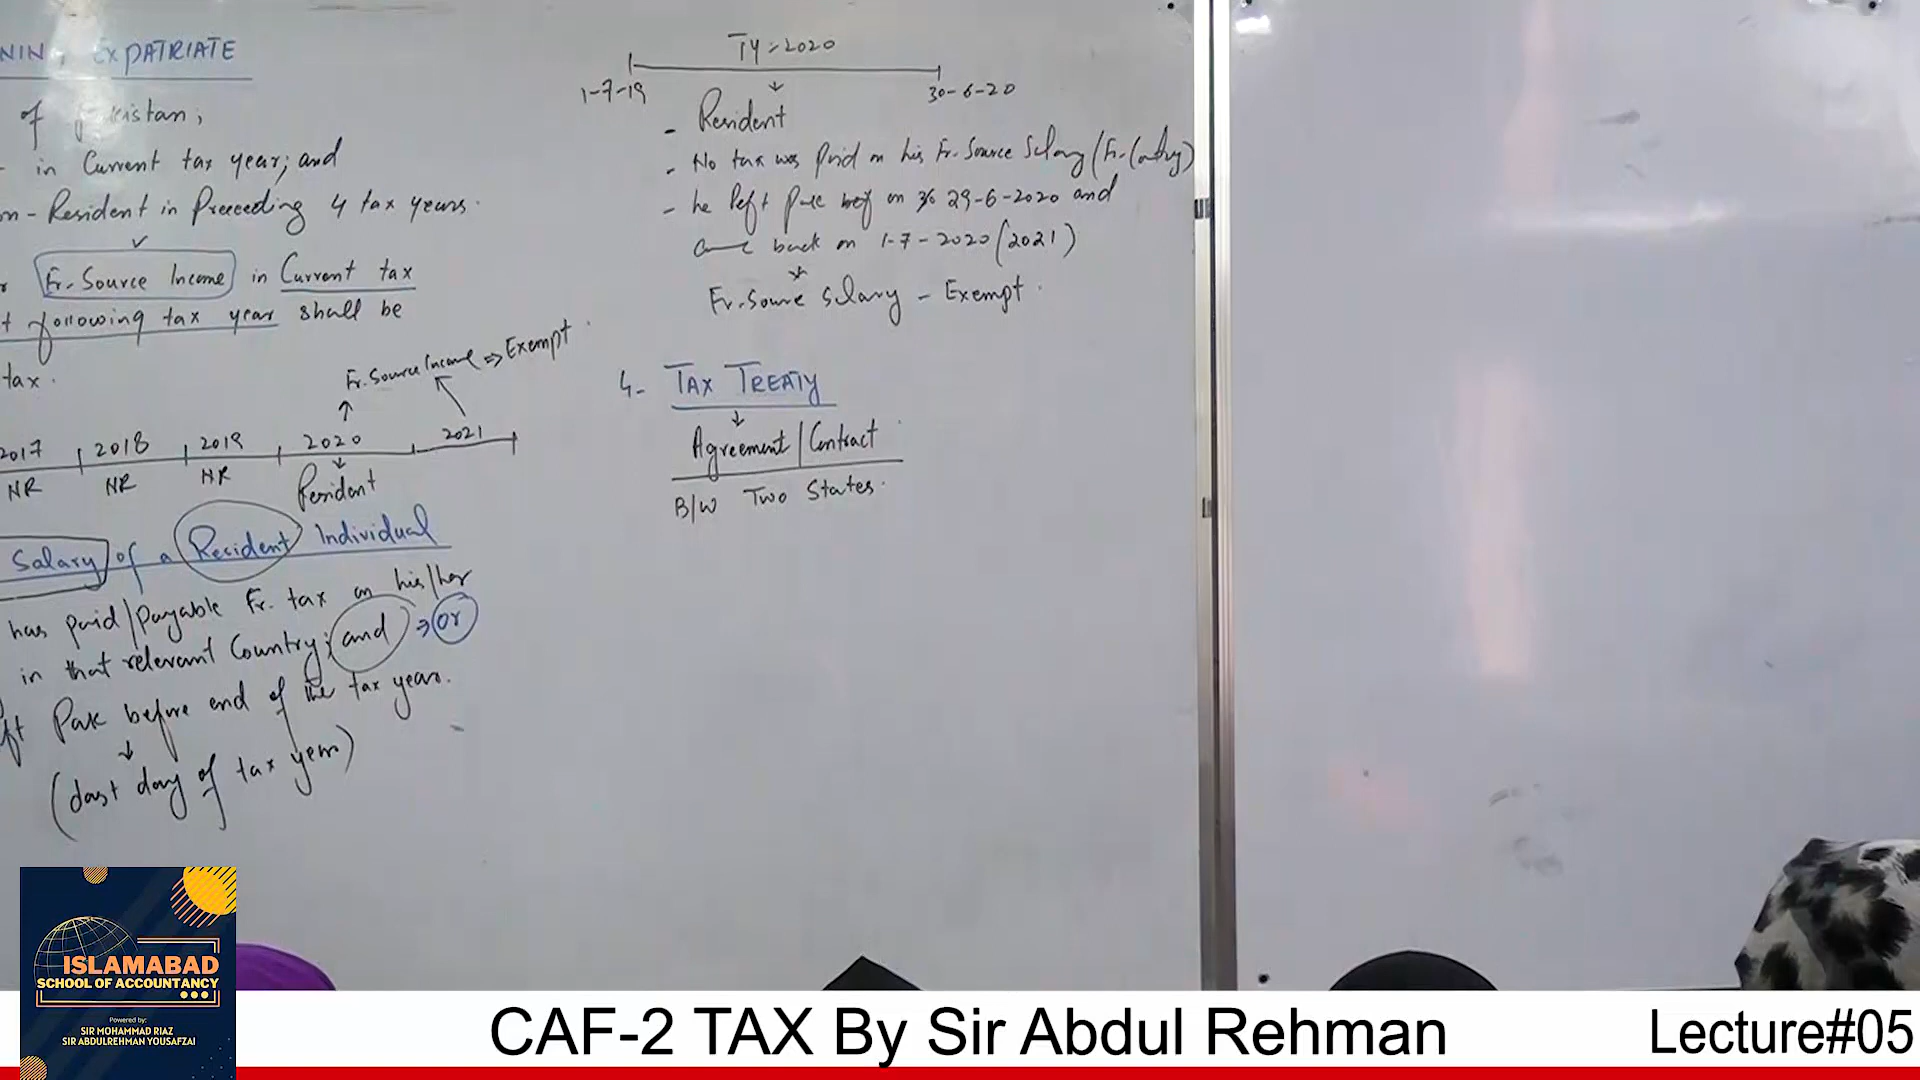 EXPATRIATE
of Pakistan;
in Current tax year; and
on-Resident in Preceeding 4 tax years.
Fr. Source Income in Current tax
following tax year shall be
tax.
Fr. Source Income => Exempt
2017 2018 2019 2020 2021
NR NR NR Resident
Salary of a Resident Individual
has paid/payable Fr. tax on his/her
in that relevant Country; and => or
Pak before end of the tax year.
(Last day of tax year)
TY-2020
1-7-19 30-6-20
Resident
- No tax was paid on his Fr. Source Salary (Fr. Contry)
- he left Pak on 29-6-2020 and
came back on 1-7-2020 (2021)
Fr. Source Salary - Exempt.
4- TAX TREATY
Agreement/Contract
B/W Two States.
ISLAMABAD
SCHOOL OF ACCOUNTANCY
Powered by:
SIR MOHAMMAD RIAZ
SIR ABDULREHMAN YOUSAFZAI
CAF-2 TAX By Sir Abdul Rehman
Lecture#05